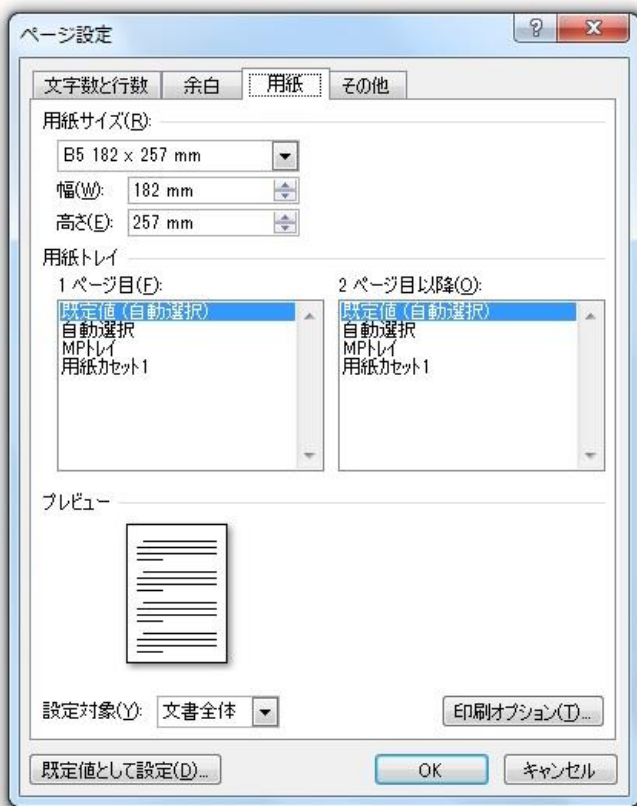 ページ設定
文字数と行数 余白 用紙 その他
用紙サイズ(R):
B5 182 x 257 mm
幅(W): 182 mm
高さ(E): 257 mm
用紙トレイ
1 ページ目(F): 2 ページ目以降(O):
既定値 (自動選択) 既定値 (自動選択)
自動選択 自動選択
MPトレイ MPトレイ
用紙カセット1 用紙カセット1
プレビュー
設定対象(Y): 文書全体 印刷オプション(T)...
既定値として設定(D)... OK キャンセル